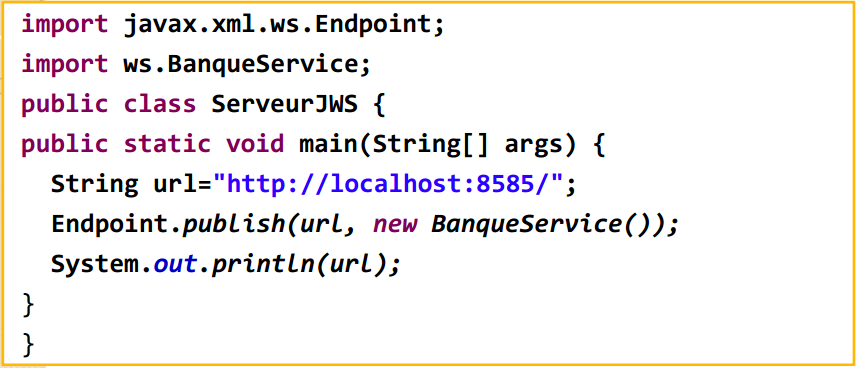 import javax.xml.ws.Endpoint;
import ws.BanqueService;
public class ServeurJWS {
public static void main(String[] args) {
String url="http://localhost:8585/";
Endpoint.publish(url, new BanqueService());
System.out.println(url);
}
}